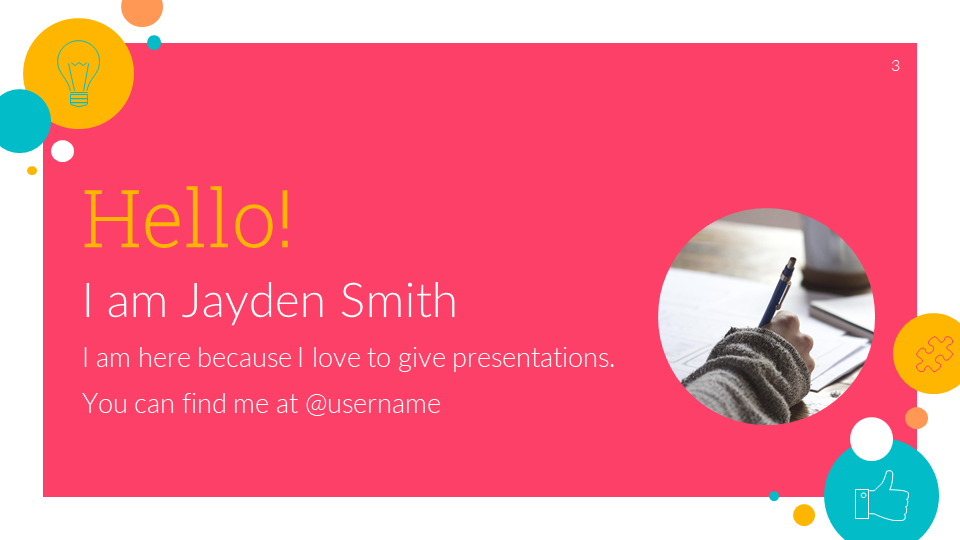 3
Hello!
I am Jayden Smith
I am here because I love to give presentations.
You can find me at @username